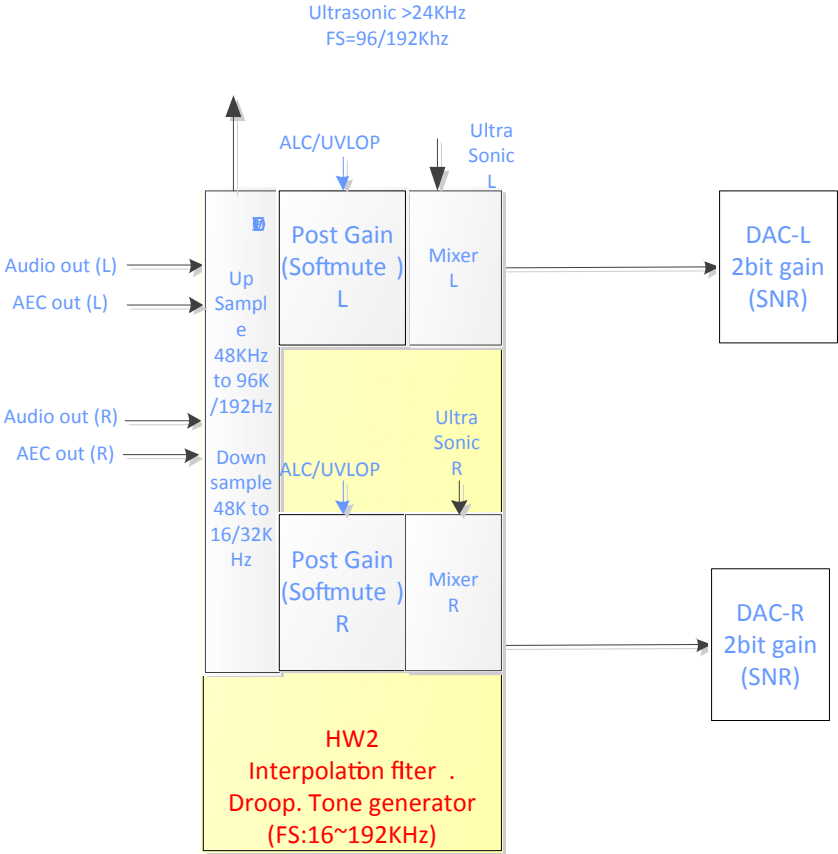 Ultrasonic >24KHz
FS=96/192Khz
ALC/UVLOP
Ultra
Sonic
L
Post Gain
(Softmute )
L
Mixer
L
DAC-L
2bit gain
(SNR)
Audio out (L)
AEC out (L)
Up
Sampl
e
48KHz
to 96K
/192Hz
Audio out (R)
AEC out (R)
Down
sample
48K to
16/32K
Hz
ALC/UVLOP
Ultra
Sonic
R
Post Gain
(Softmute )
R
Mixer
R
DAC-R
2bit gain
(SNR)
HW2
Interpolation flter .
Droop. Tone generator
(FS:16~192KHz)